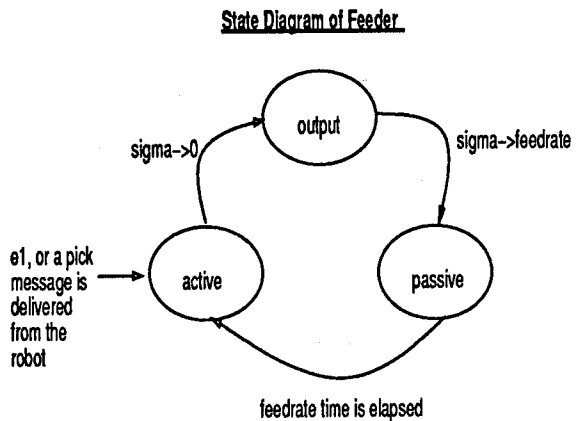 State Diagram of Feeder
output
sigma->0
sigma->feedrate
e1, or a pick
message is
delivered
from the
robot
active
passive
feedrate time is elapsed